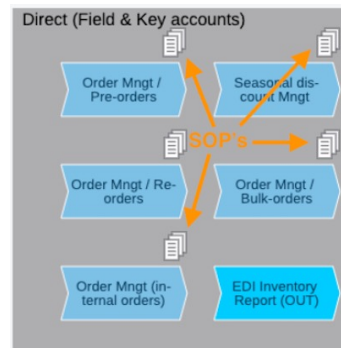 Direct (Field & Key accounts)
Order Mngt /
Pre-orders
Seasonal dis-
count Mngt
SOP's
Order Mngt / Re-
orders
Order Mngt /
Bulk-orders
Order Mngt (in-
ternal orders)
EDI Inventory
Report (OUT)